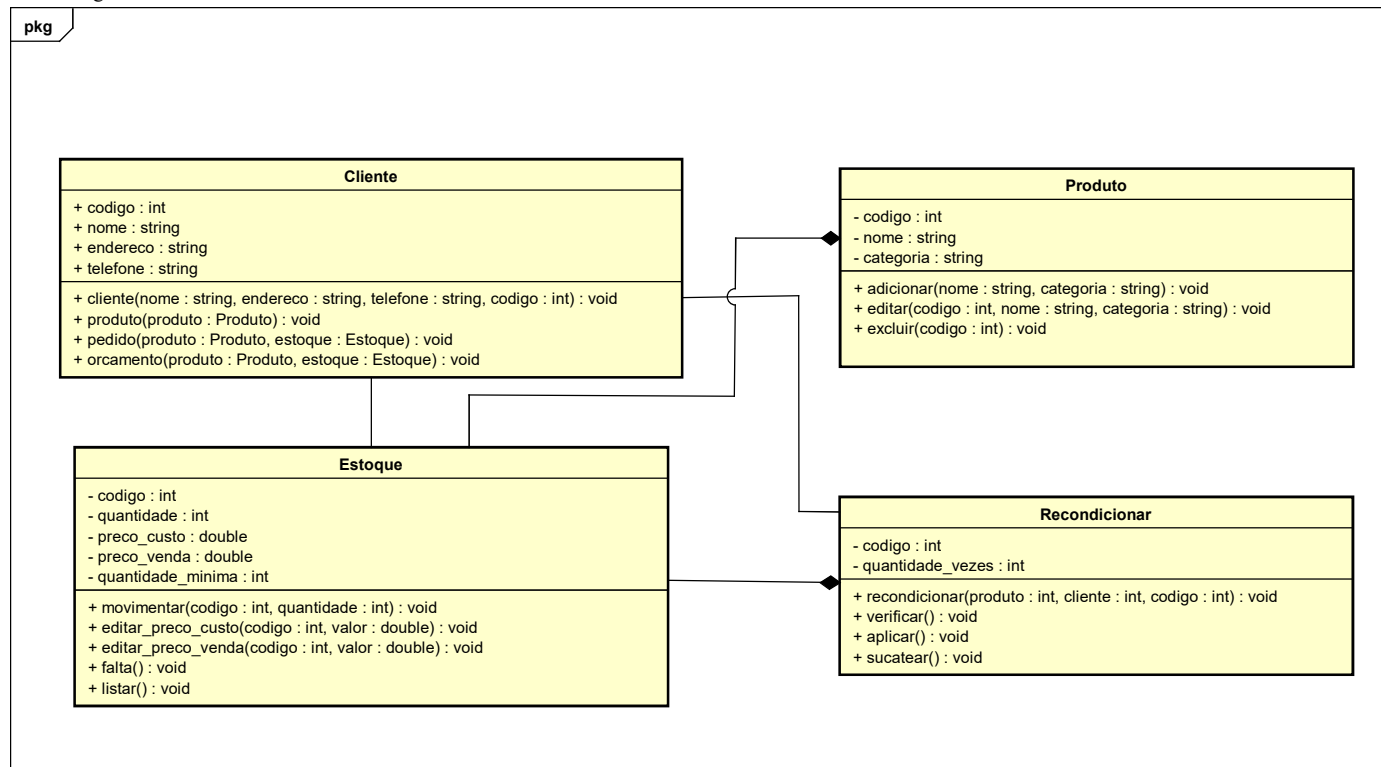 pkg
Cliente
+ codigo : int
+ nome : string
+ endereco : string
+ telefone : string
+ cliente(nome : string, endereco : string, telefone : string, codigo : int) : void
+ produto(produto : Produto) : void
+ pedido(produto : Produto, estoque : Estoque) : void
+ orcamento(produto : Produto, estoque : Estoque) : void
Produto
- codigo : int
- nome : string
- categoria : string
+ adicionar(nome : string, categoria : string) : void
+ editar(codigo : int, nome : string, categoria : string) : void
+ excluir(codigo : int) : void
Estoque
- codigo : int
- quantidade : int
- preco_custo : double
- preco_venda : double
- quantidade_minima : int
+ movimentar(codigo : int, quantidade : int) : void
+ editar_preco_custo(codigo : int, valor : double) : void
+ editar_preco_venda(codigo : int, valor : double) : void
+ falta() : void
+ listar() : void
Recondicionar
- codigo : int
- quantidade_vezes : int
+ recondicionar(produto : int, cliente : int, codigo : int) : void
+ verificar() : void
+ aplicar() : void
+ sucatear() : void